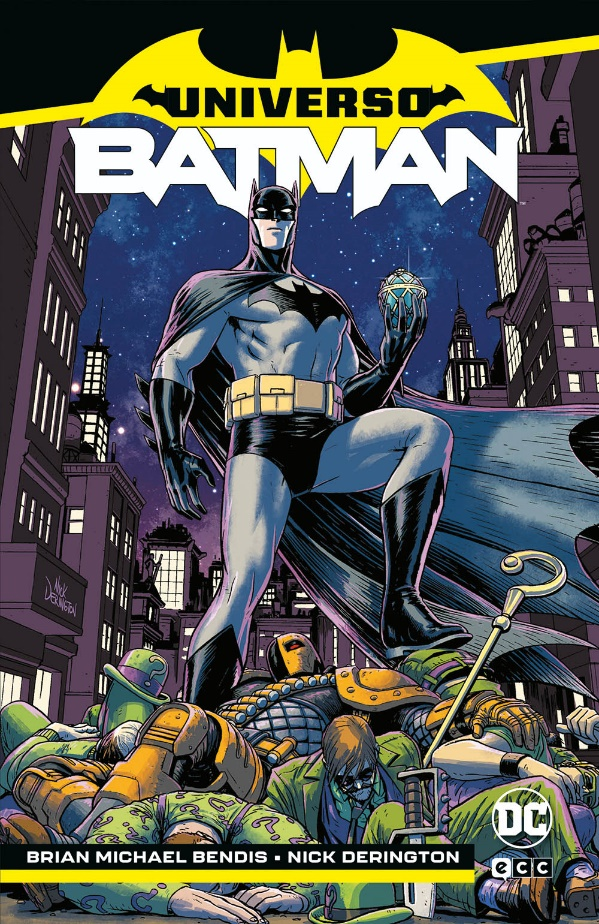 UNIVERSO
BATMAN
NICK
DERINGTON
BRIAN MICHAEL BENDIS • NICK DERINGTON
DC
ecc